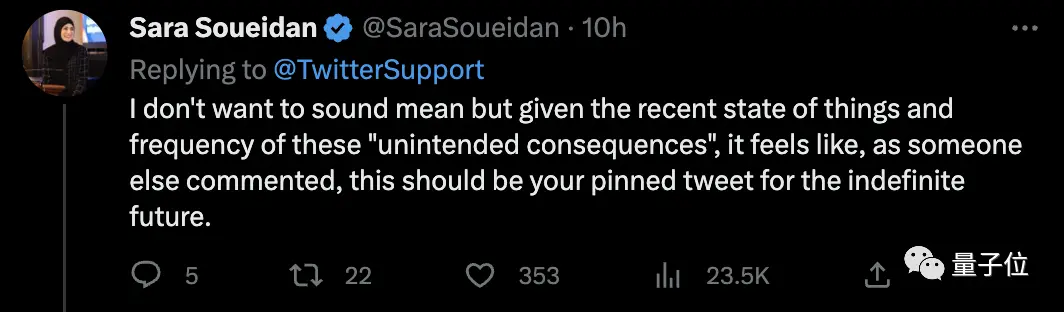 Sara Soueidan @SaraSoueidan · 10h
Replying to @TwitterSupport
I don't want to sound mean but given the recent state of things and
frequency of these "unintended consequences", it feels like, as someone
else commented, this should be your pinned tweet for the indefinite
future.
5 22 353 23.5K
量子位